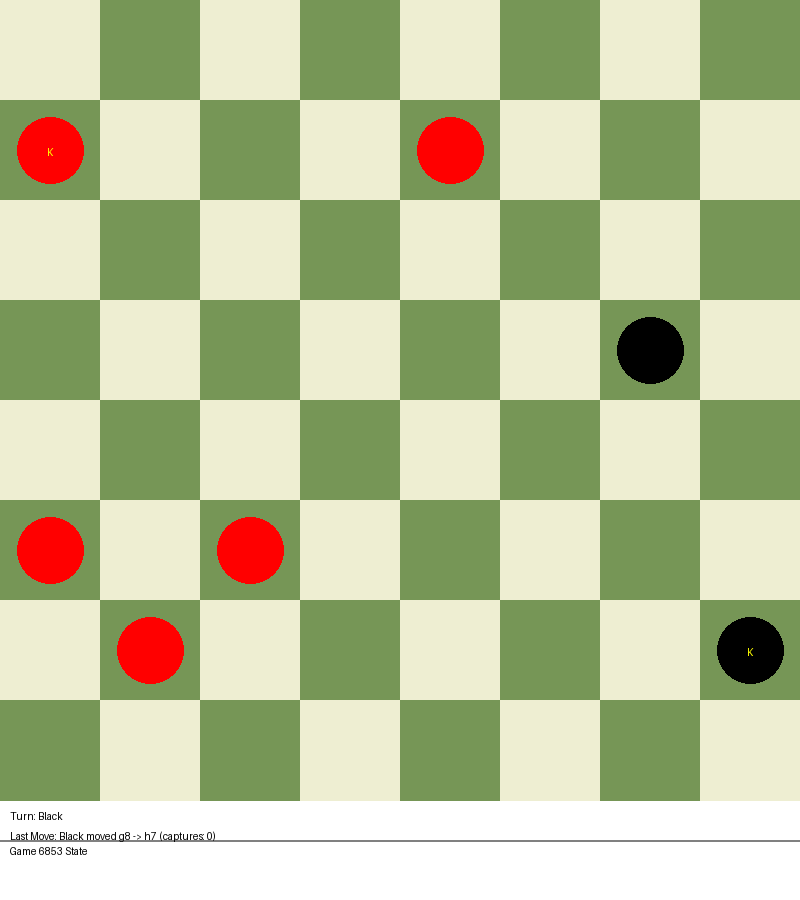 K
K
Turn: Black
Last Move: Black moved g8 -> h7 (captures: 0)
Game 6853 State